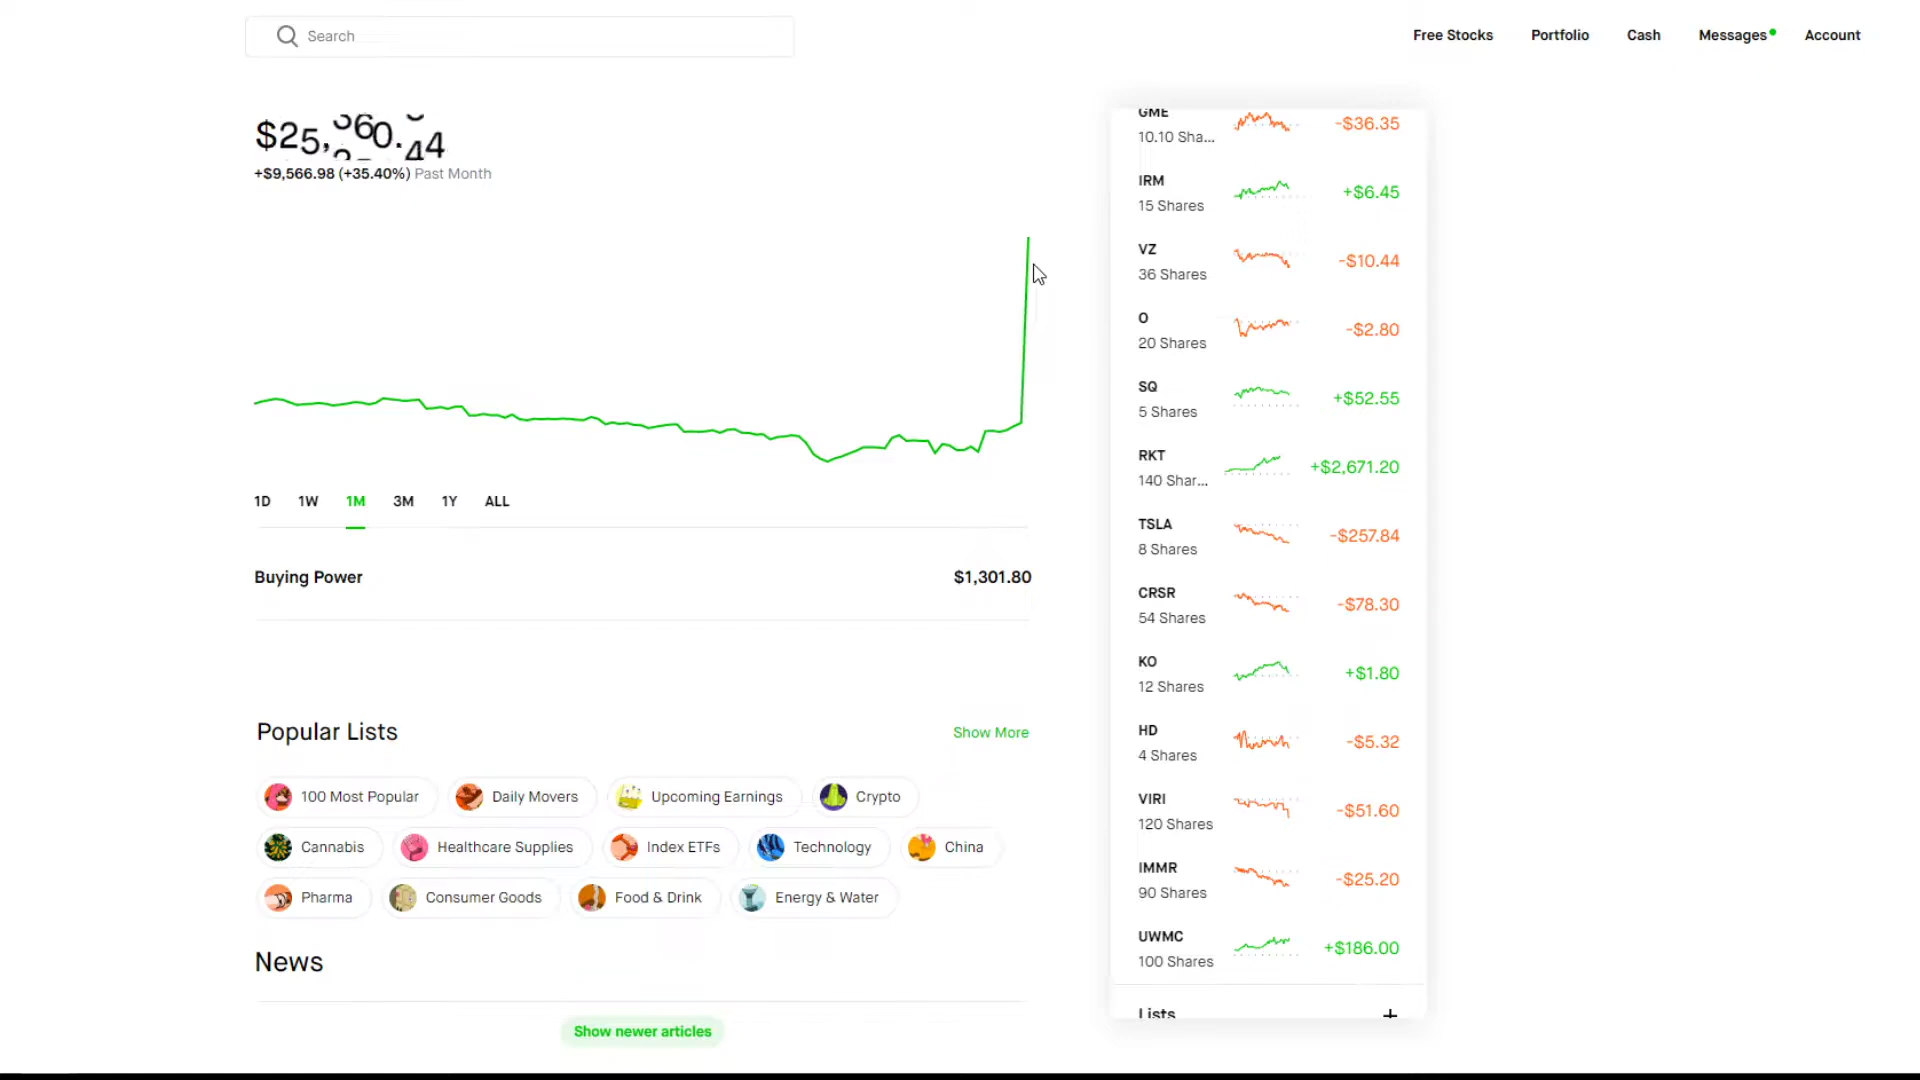 Search
Free Stocks
Portfolio
Cash
Messages
Account
+$9,566.98 (+35.40%) Past Month
1D
1W
1M
3M
1Y
ALL
Buying Power
$1,301.80
Popular Lists
Show More
100 Most Popular
Daily Movers
Upcoming Earnings
Crypto
Cannabis
Healthcare Supplies
Index ETFs
Technology
China
Pharma
Consumer Goods
Food & Drink
Energy & Water
News
Show newer articles
GME
10.10 Sha...
-$36.35
IRM
15 Shares
+$6.45
VZ
36 Shares
-$10.44
O
20 Shares
-$2.80
SQ
5 Shares
+$52.55
RKT
140 Shar...
+$2,671.20
TSLA
8 Shares
-$257.84
CRSR
54 Shares
-$78.30
KO
12 Shares
+$1.80
HD
4 Shares
-$5.32
VIRI
120 Shares
-$51.60
IMMR
90 Shares
-$25.20
UWMC
100 Shares
+$186.00
Lists
+